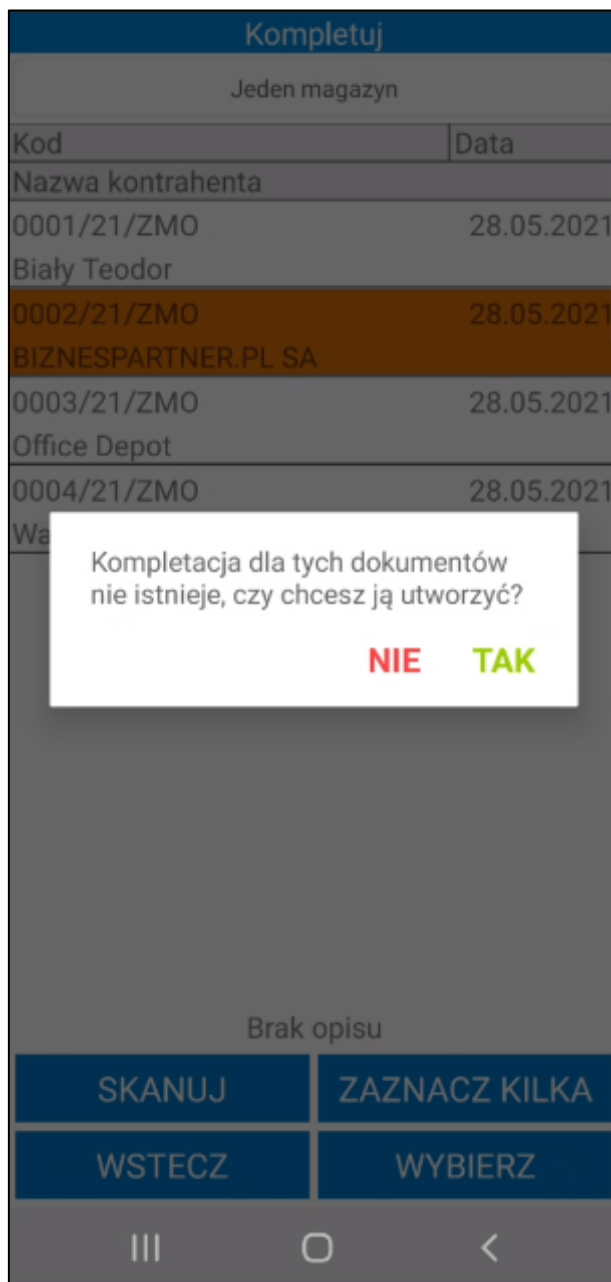 Kompletuj
Jeden magazyn
Kod Data
Nazwa kontrahenta
0001/21/ZMO 28.05.2021
Biały Teodor
0002/21/ZMO 28.05.2021
BIZNESPARTNER.PL SA
0003/21/ZMO 28.05.2021
Office Depot
0004/21/ZMO 28.05.2021
Kompletacja dla tych dokumentów
nie istnieje, czy chcesz ją utworzyć?
NIE TAK
Brak opisu
SKANUJ ZAZNACZ KILKA
WSTECZ WYBIERZ